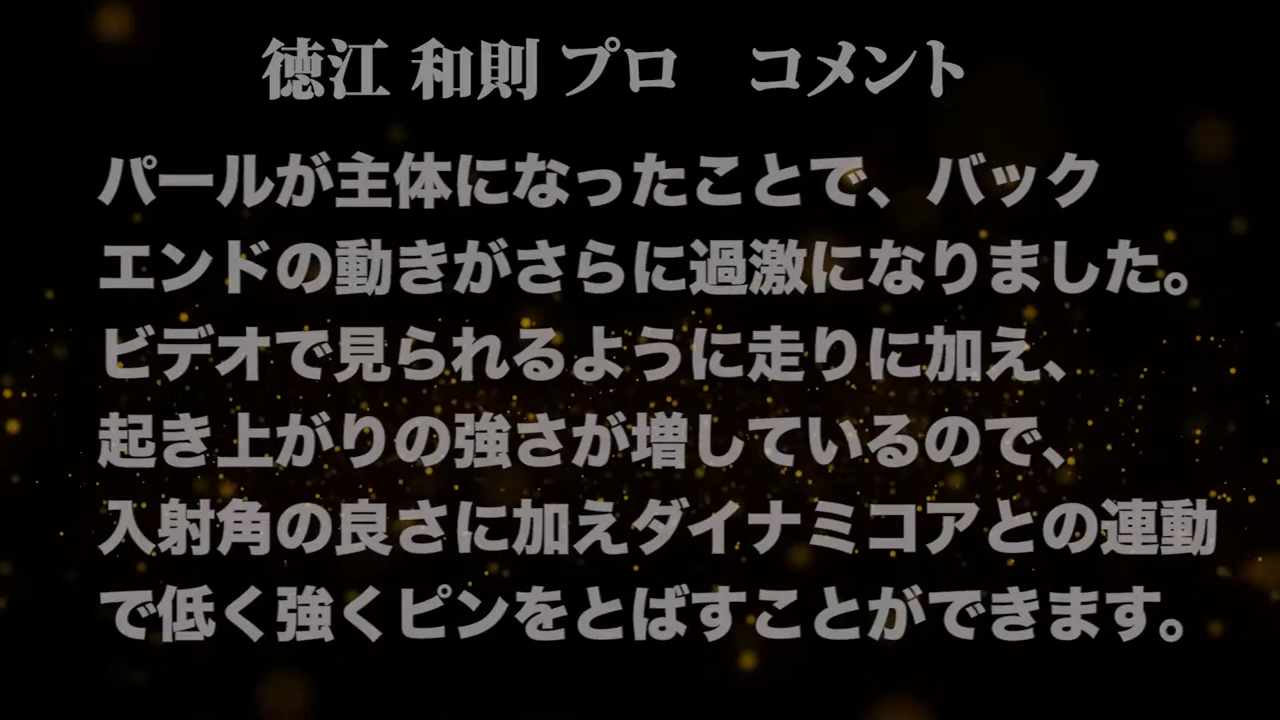 徳江 和則 プロ　コメント
パールが主体になったことで、バック
エンドの動きがさらに過激になりました。
ビデオで見られるように走りに加え、
起き上がりの強さが増しているので、
入射角の良さに加えダイナミコアとの連動
で低く強くピンをとばすことができます。